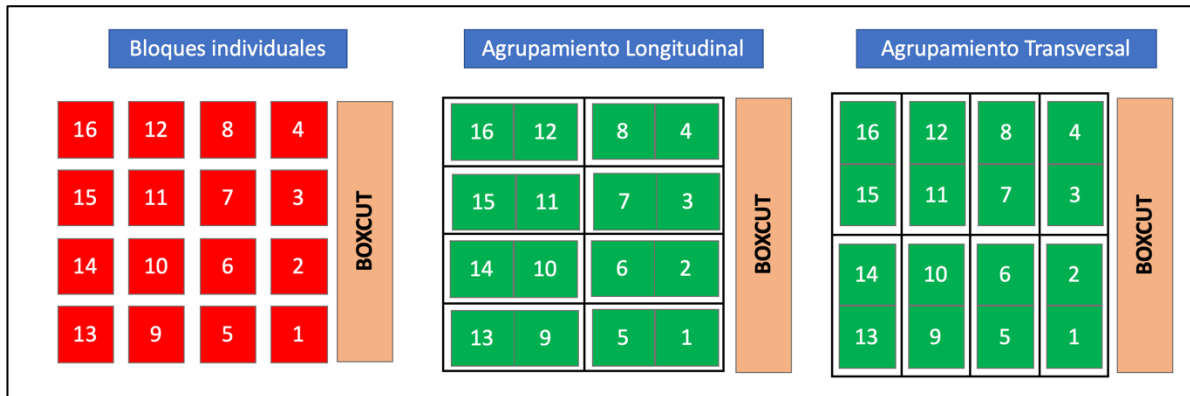 Bloques individuales
Agrupamiento Longitudinal
Agrupamiento Transversal
16 12 8 4
15 11 7 3
14 10 6 2
13 9 5 1
BOXCUT
16 12 8 4
15 11 7 3
14 10 6 2
13 9 5 1
BOXCUT
16 12 8 4
15 11 7 3
14 10 6 2
13 9 5 1
BOXCUT